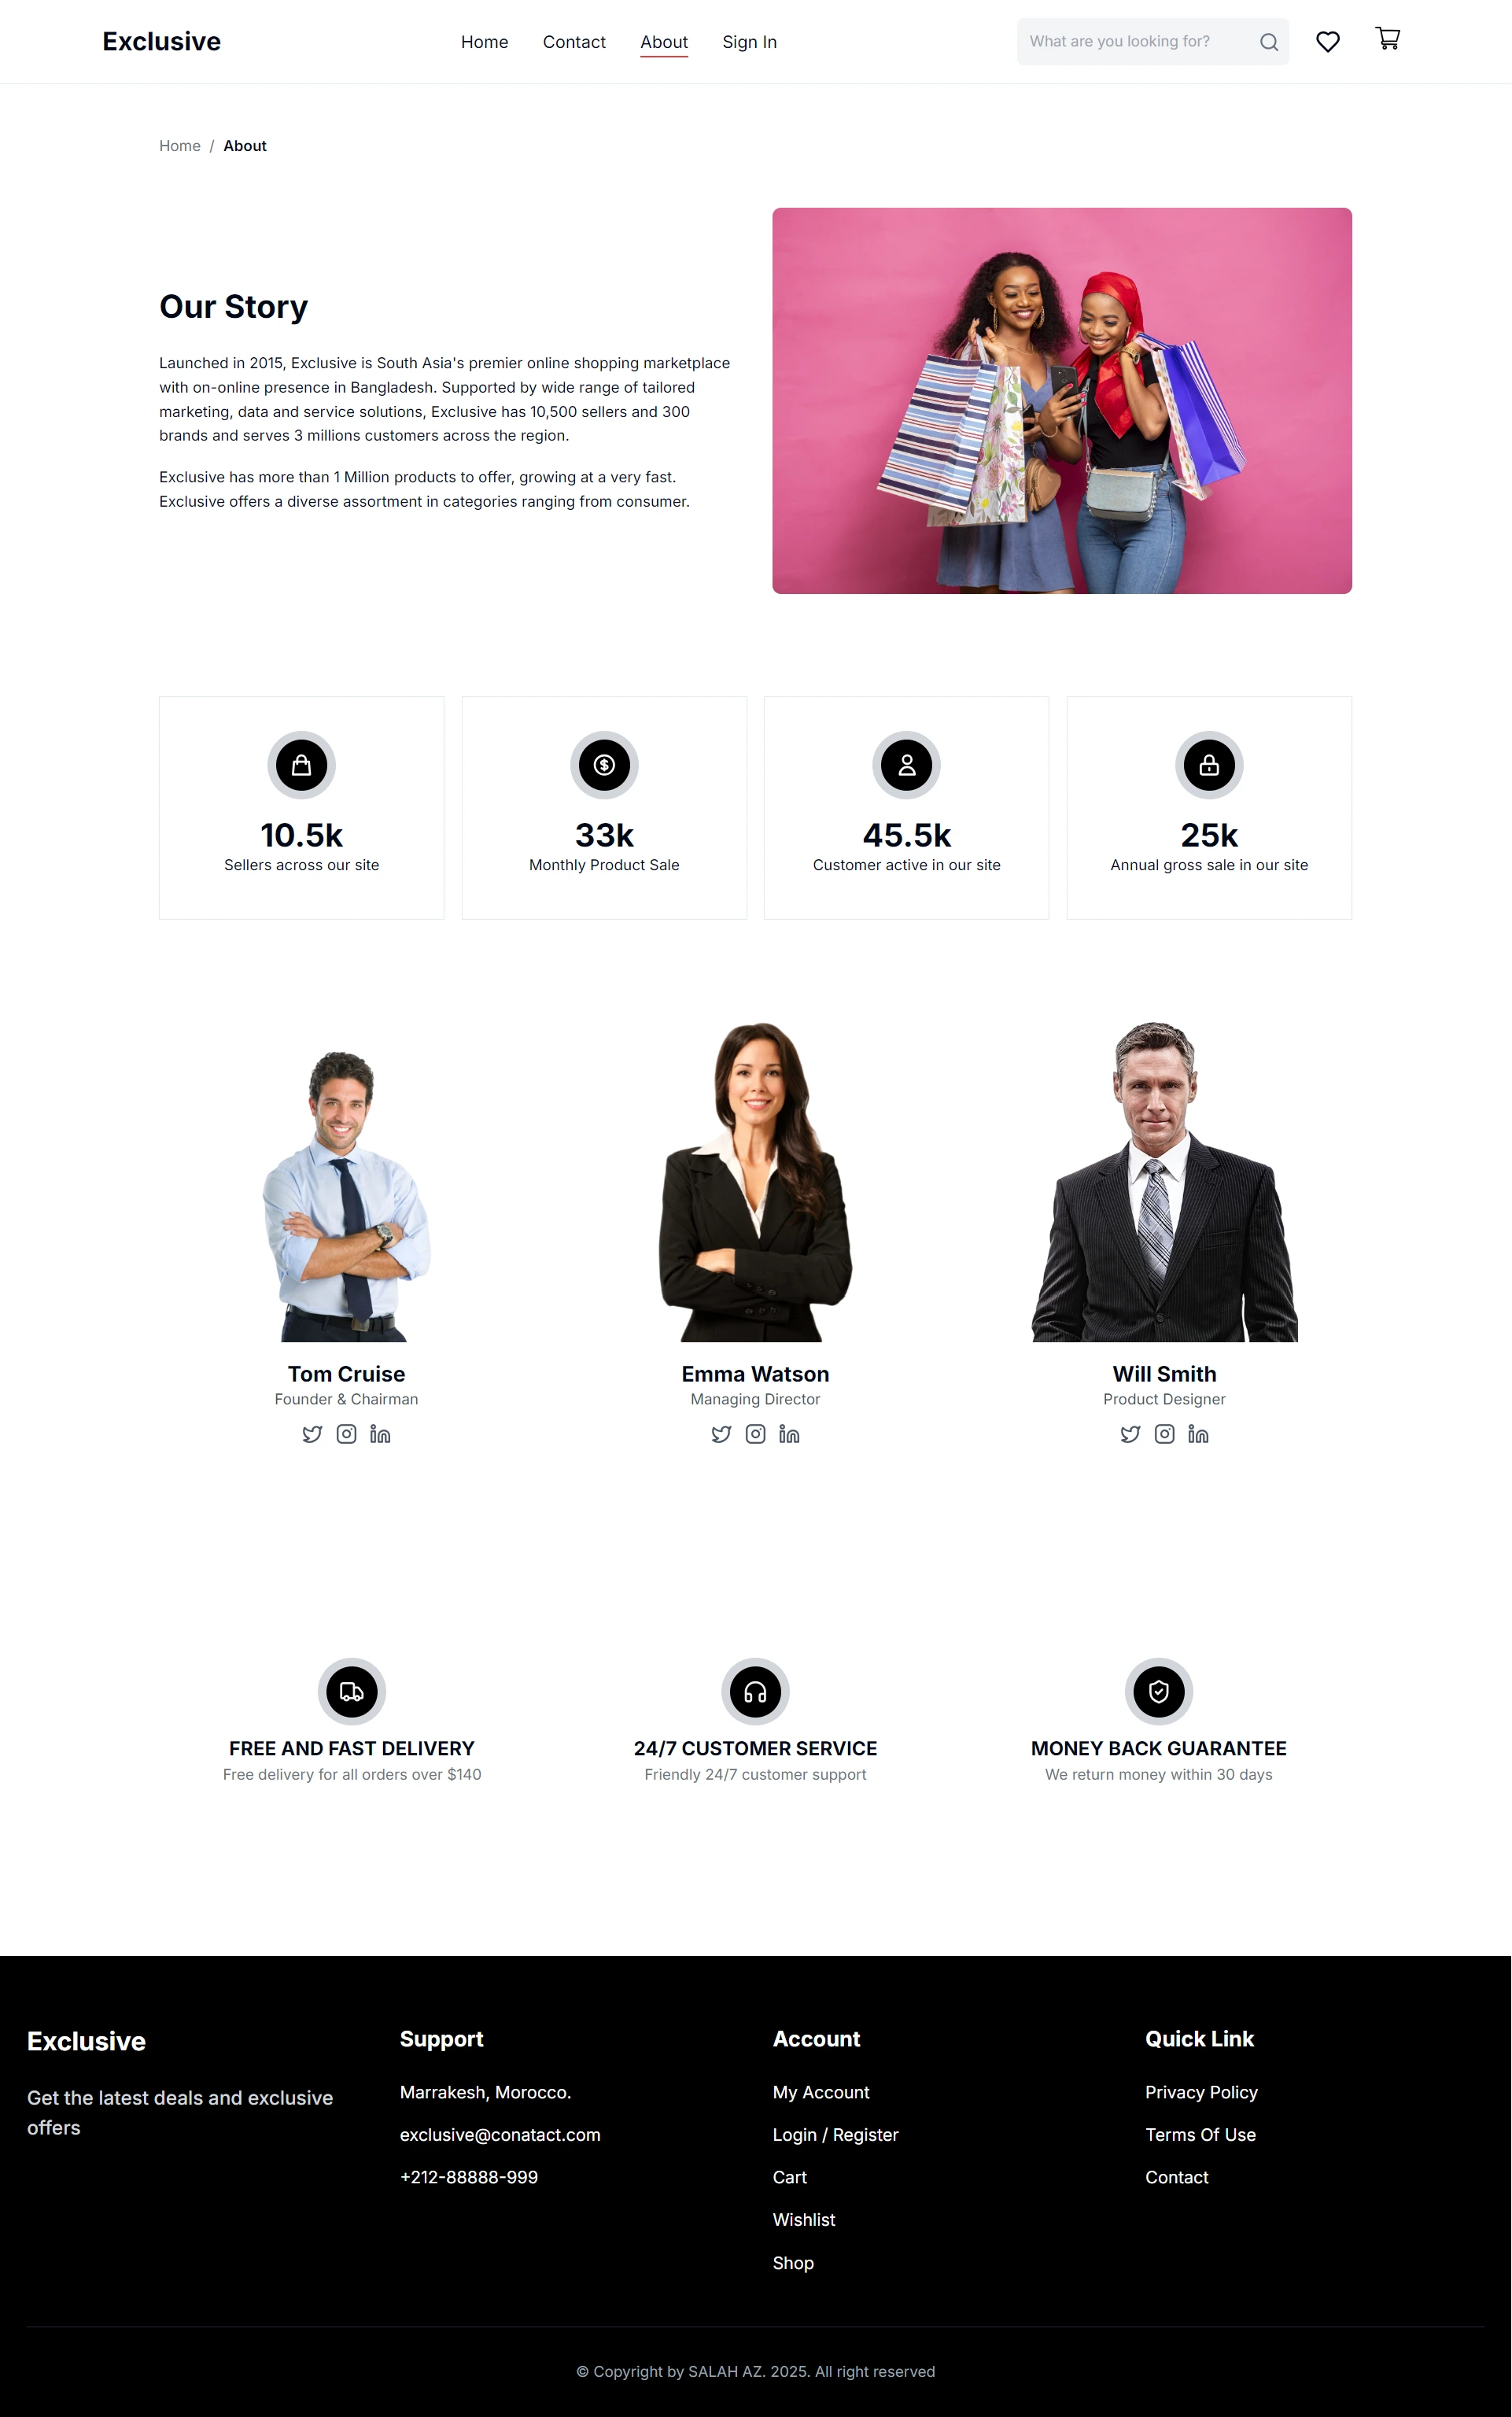 Exclusive
Home
Contact
About
Sign In
What are you looking for?
Home / About
Our Story
Launched in 2015, Exclusive is South Asia's premier online shopping marketplace
with on-online presence in Bangladesh. Supported by wide range of tailored
marketing, data and service solutions, Exclusive has 10,500 sellers and 300
brands and serves 3 millions customers across the region.
Exclusive has more than 1 Million products to offer, growing at a very fast.
Exclusive offers a diverse assortment in categories ranging from consumer.
10.5k
Sellers across our site
33k
Monthly Product Sale
45.5k
Customer active in our site
25k
Annual gross sale in our site
Tom Cruise
Founder & Chairman
Emma Watson
Managing Director
Will Smith
Product Designer
FREE AND FAST DELIVERY
Free delivery for all orders over $140
24/7 CUSTOMER SERVICE
Friendly 24/7 customer support
MONEY BACK GUARANTEE
We return money within 30 days
Exclusive
Get the latest deals and exclusive
offers
Support
Marrakesh, Morocco.
exclusive@conatact.com
+212-88888-999
Account
My Account
Login / Register
Cart
Wishlist
Shop
Quick Link
Privacy Policy
Terms Of Use
Contact
© Copyright by SALAH AZ. 2025. All right reserved